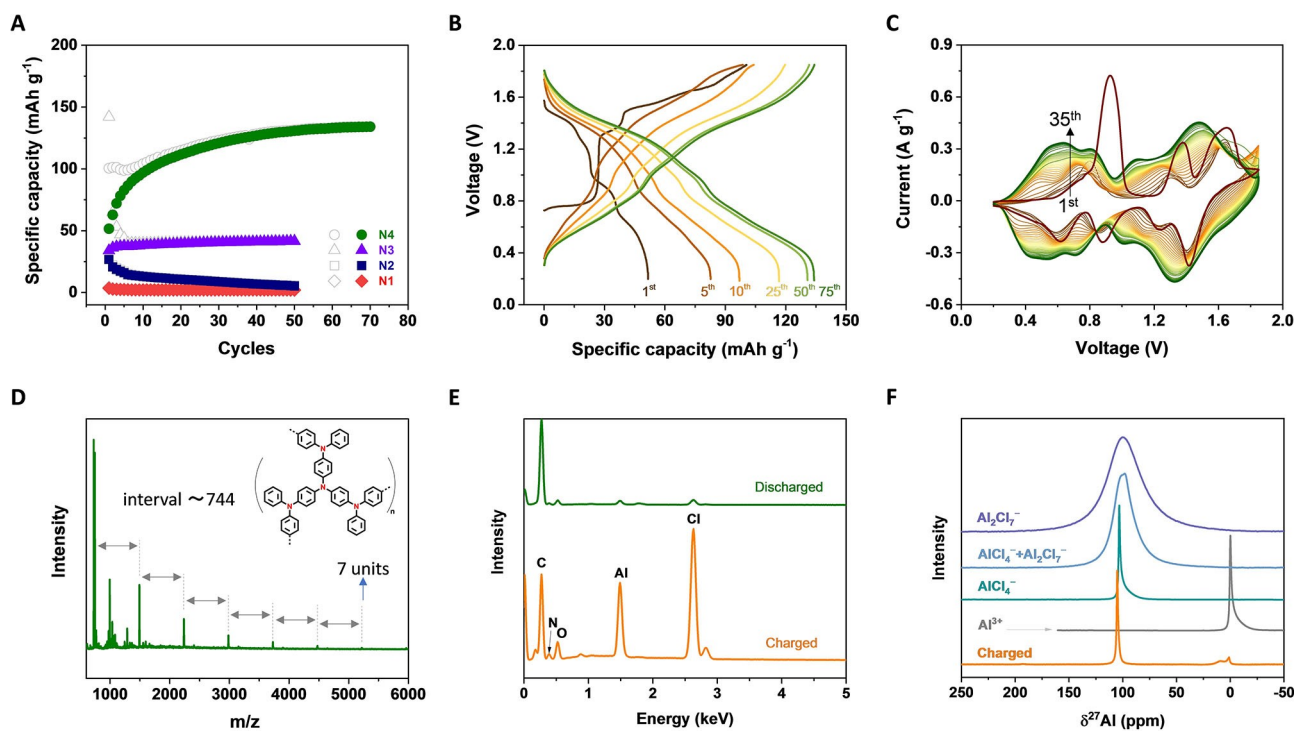 A
200
150
100
50
0
Specific capacity (mAh g⁻¹)
0 10 20 30 40 50 60 70 80
Cycles
N4
N3
N2
N1
B
2.0
1.6
1.2
0.8
0.4
0.0
Voltage (V)
1ˢᵗ 5ᵗʰ 10ᵗʰ 25ᵗʰ 50ᵗʰ 75ᵗʰ
0 30 60 90 120 150
Specific capacity (mAh g⁻¹)
C
0.9
0.6
0.3
0.0
-0.3
-0.6
Current (A g⁻¹)
35ᵗʰ
1ˢᵗ
0.0 0.4 0.8 1.2 1.6 2.0
Voltage (V)
D
Intensity
interval ~744
N
N
N
N
n
7 units
1000 2000 3000 4000 5000 6000
m/z
E
Intensity
Discharged
Cl
C
Al
N
O
Charged
0 1 2 3 4 5
Energy (keV)
F
Intensity
Al₂Cl₇⁻
AlCl₄⁻+Al₂Cl₇⁻
AlCl₄⁻
Al³⁺
Charged
250 200 150 100 50 0 -50
δ²⁷Al (ppm)